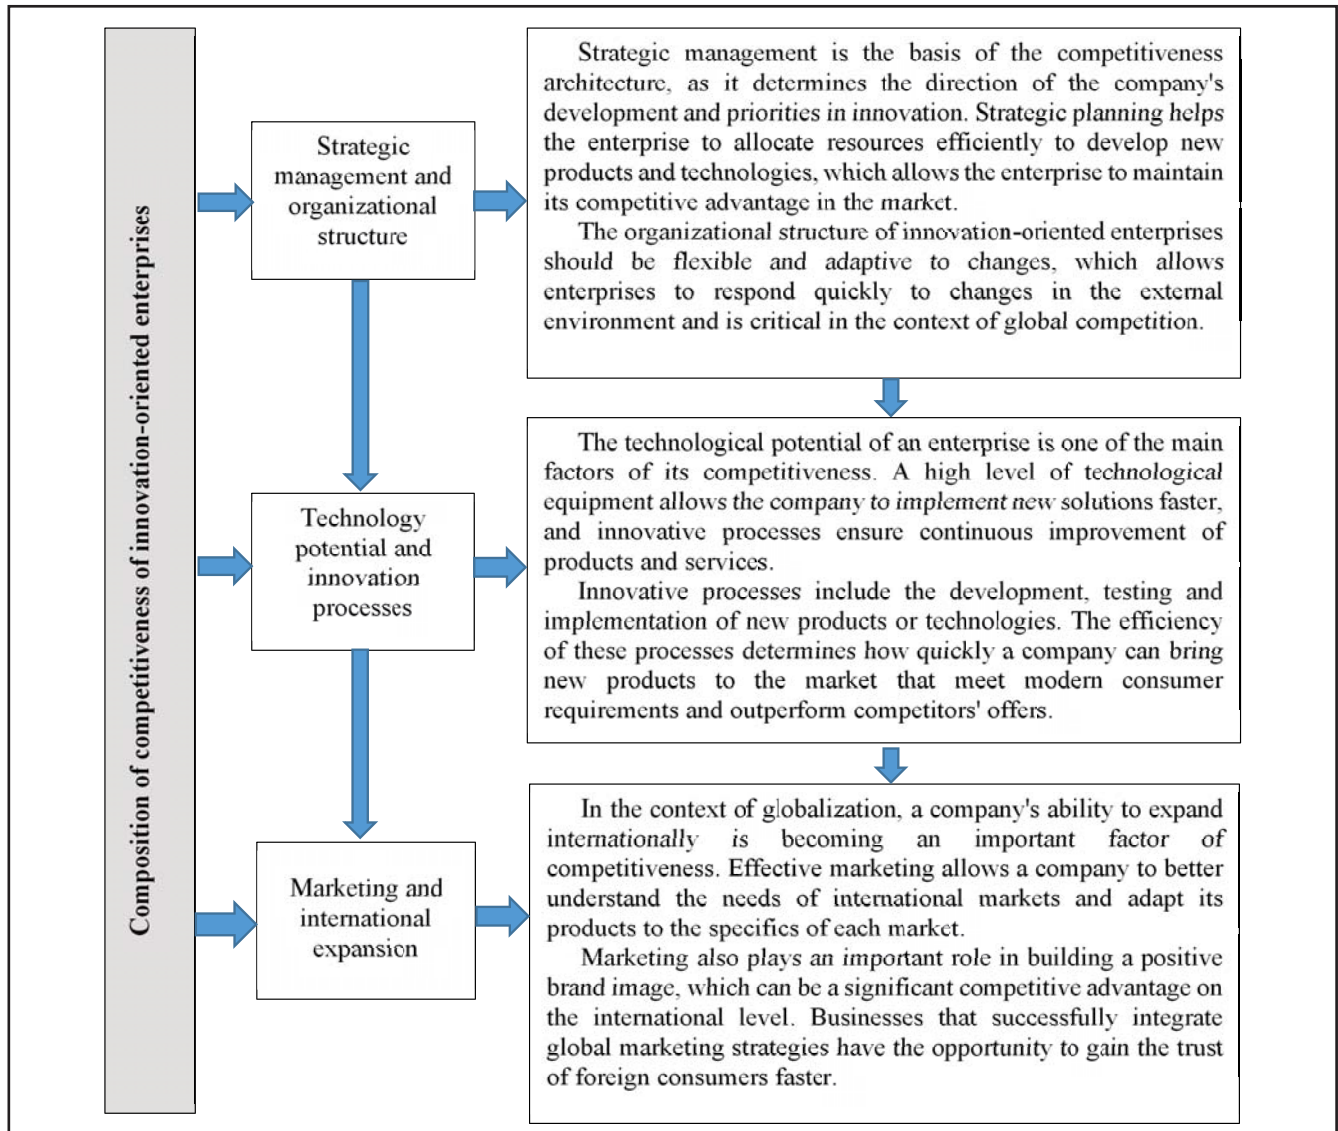 Composition of competitiveness of innovation-oriented enterprises
Strategic
management and
organizational
structure
Strategic management is the basis of the competitiveness
architecture, as it determines the direction of the company's
development and priorities in innovation. Strategic planning helps
the enterprise to allocate resources efficiently to develop new
products and technologies, which allows the enterprise to maintain
its competitive advantage in the market.
The organizational structure of innovation-oriented enterprises
should be flexible and adaptive to changes, which allows
enterprises to respond quickly to changes in the external
environment and is critical in the context of global competition.
Technology
potential and
innovation
processes
The technological potential of an enterprise is one of the main
factors of its competitiveness. A high level of technological
equipment allows the company to implement new solutions faster,
and innovative processes ensure continuous improvement of
products and services.
Innovative processes include the development, testing and
implementation of new products or technologies. The efficiency
of these processes determines how quickly a company can bring
new products to the market that meet modern consumer
requirements and outperform competitors' offers.
Marketing and
international
expansion
In the context of globalization, a company's ability to expand
internationally is becoming an important factor of
competitiveness. Effective marketing allows a company to better
understand the needs of international markets and adapt its
products to the specifics of each market.
Marketing also plays an important role in building a positive
brand image, which can be a significant competitive advantage on
the international level. Businesses that successfully integrate
global marketing strategies have the opportunity to gain the trust
of foreign consumers faster.